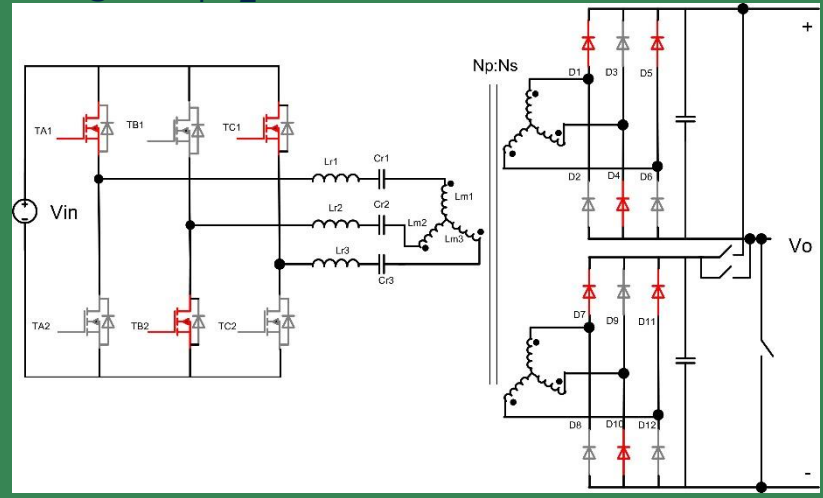 Np:Ns
+
D1
D3
D5
TA1
TB1
TC1
Lr1
Cr1
D2
D4
D6
Lm1
Vin
Lr2
Cr2
Lm2
Lm3
Vo
Lr3
Cr3
D7
D9
D11
TA2
TB2
TC2
D8
D10
D12
-